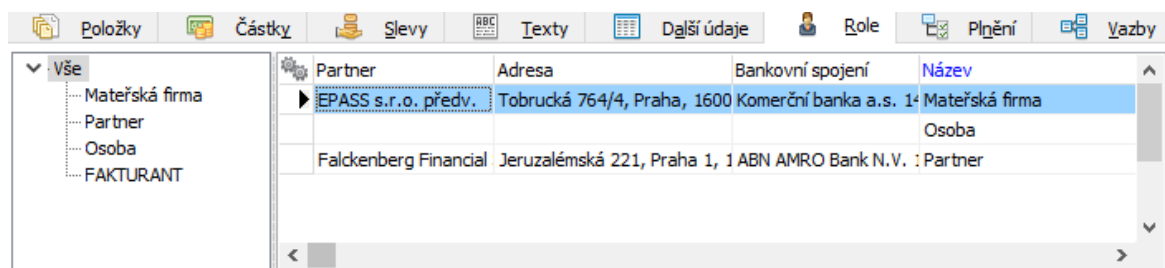 Položky Částky Slevy ABC Texty Další údaje Role Plnění Vazby
Vše
Mateřská firma
Partner
Osoba
FAKTURANT
Partner Adresa Bankovní spojení Název
EPASS s.r.o. předv. Tobrucká 764/4, Praha, 1600 Komerční banka a.s. 14 Mateřská firma
Osoba
Falckenberg Financial Jeruzalémská 221, Praha 1, 1 ABN AMRO Bank N.V. Partner